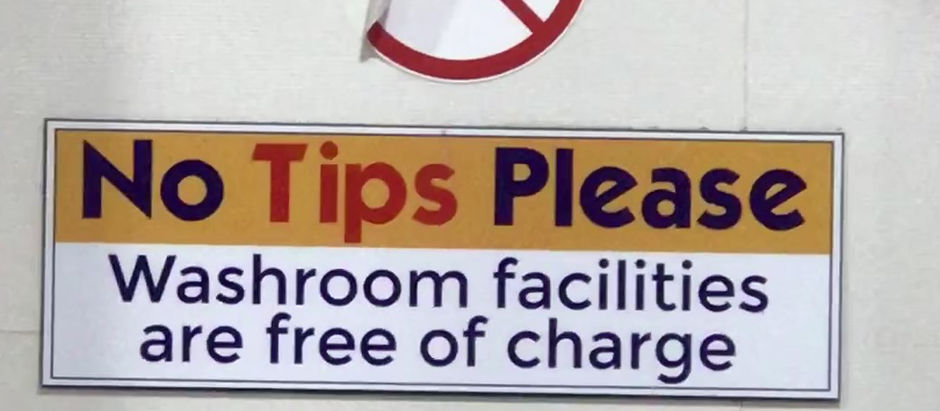 No Tips Please
Washroom facilities
are free of charge